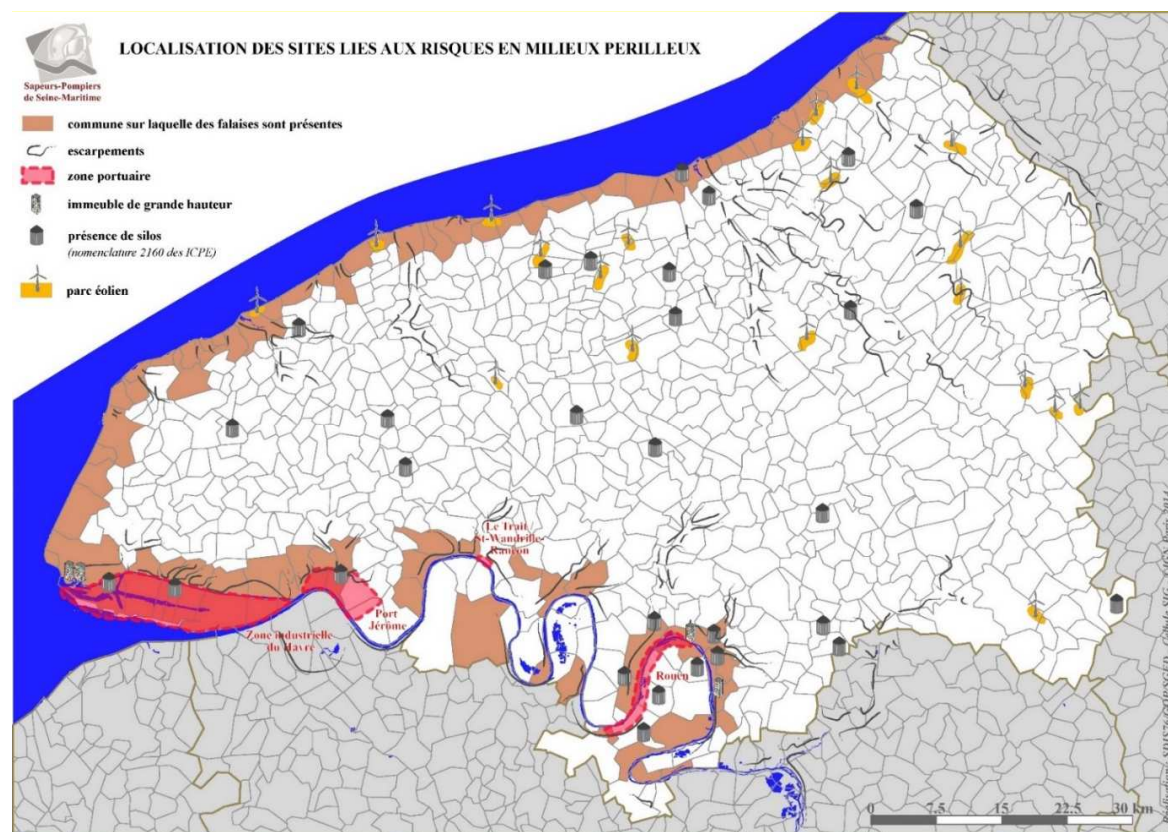 LOCALISATION DES SITES LIES AUX RISQUES EN MILIEUX PERILLEUX
Sapeurs-Pompiers
de Seine-Maritime
commune sur laquelle des falaises sont présentes
escarpements
zone portuaire
immeuble de grande hauteur
présence de silos
(nomenclature 2160 des ICPE)
parc éolien
Le Trait
St-Wandrille-
Rancon
Port
Jérôme
Zone industrielle
du Havre
Rouen
0 7.5 15 22.5 30 km